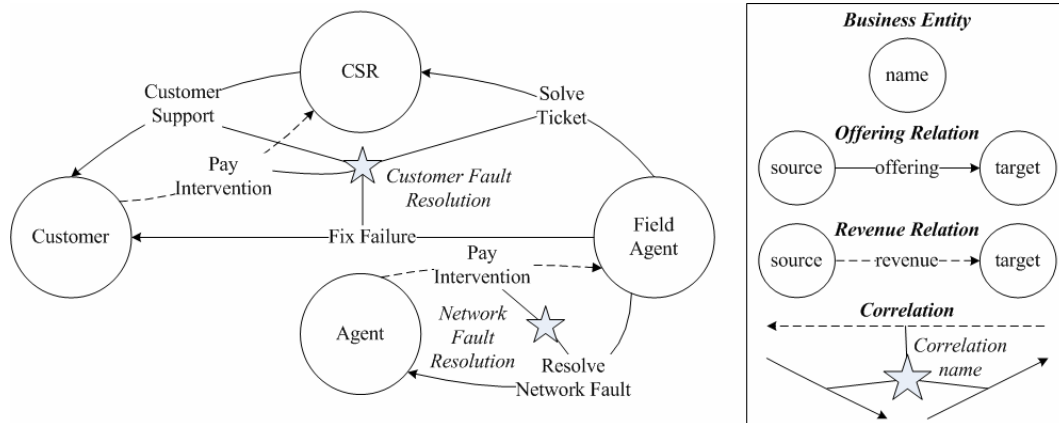 CSR
Customer
Support
Solve
Ticket
Pay
Intervention
Customer Fault
Resolution
Customer
Fix Failure
Field
Agent
Pay
Intervention
Agent
Network
Fault
Resolution
Resolve
Network Fault
Business Entity
name
Offering Relation
source
offering
target
Revenue Relation
source
revenue
target
Correlation
Correlation
name